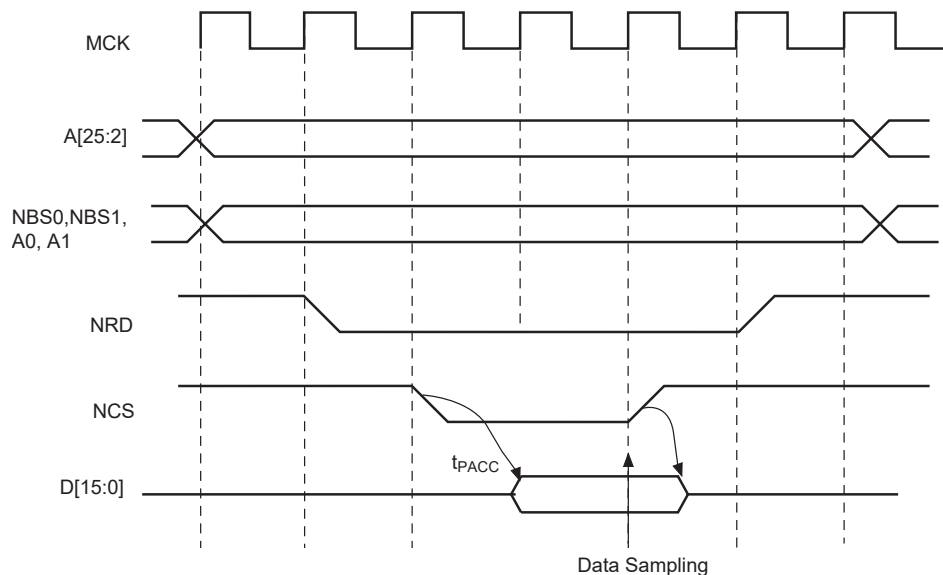 MCK
A[25:2]
NBS0,NBS1,
A0, A1
NRD
NCS
tPACC
D[15:0]
Data Sampling